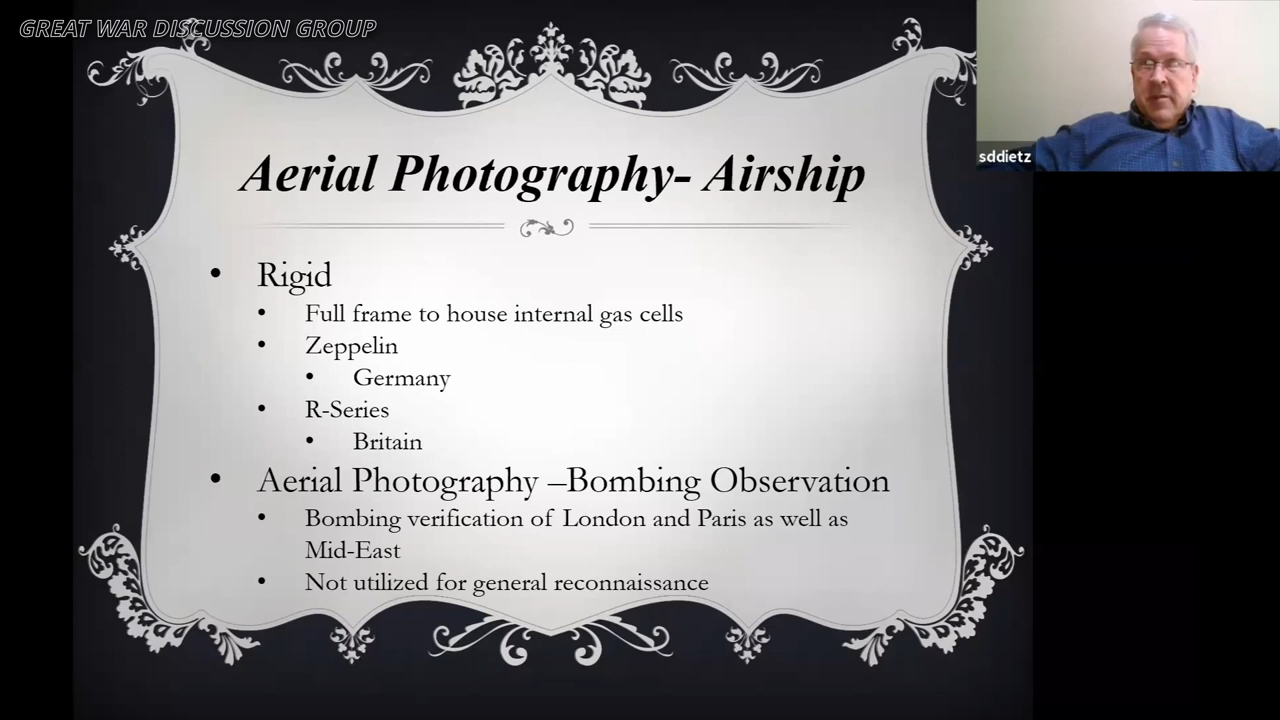 GREAT WAR DISCUSSION GROUP
sddietz
Aerial Photography- Airship
• Rigid
• Full frame to house internal gas cells
• Zeppelin
• Germany
• R-Series
• Britain
• Aerial Photography –Bombing Observation
• Bombing verification of London and Paris as well as
Mid-East
• Not utilized for general reconnaissance